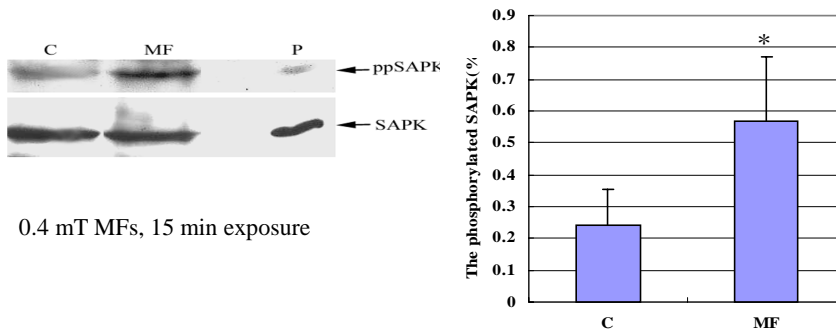 C MF P
ppSAPK
SAPK
0.4 mT MFs, 15 min exposure
The phosphorylated SAPK(%
0.9
0.8
0.7
0.6
0.5
0.4
0.3
0.2
0.1
0
*
C MF